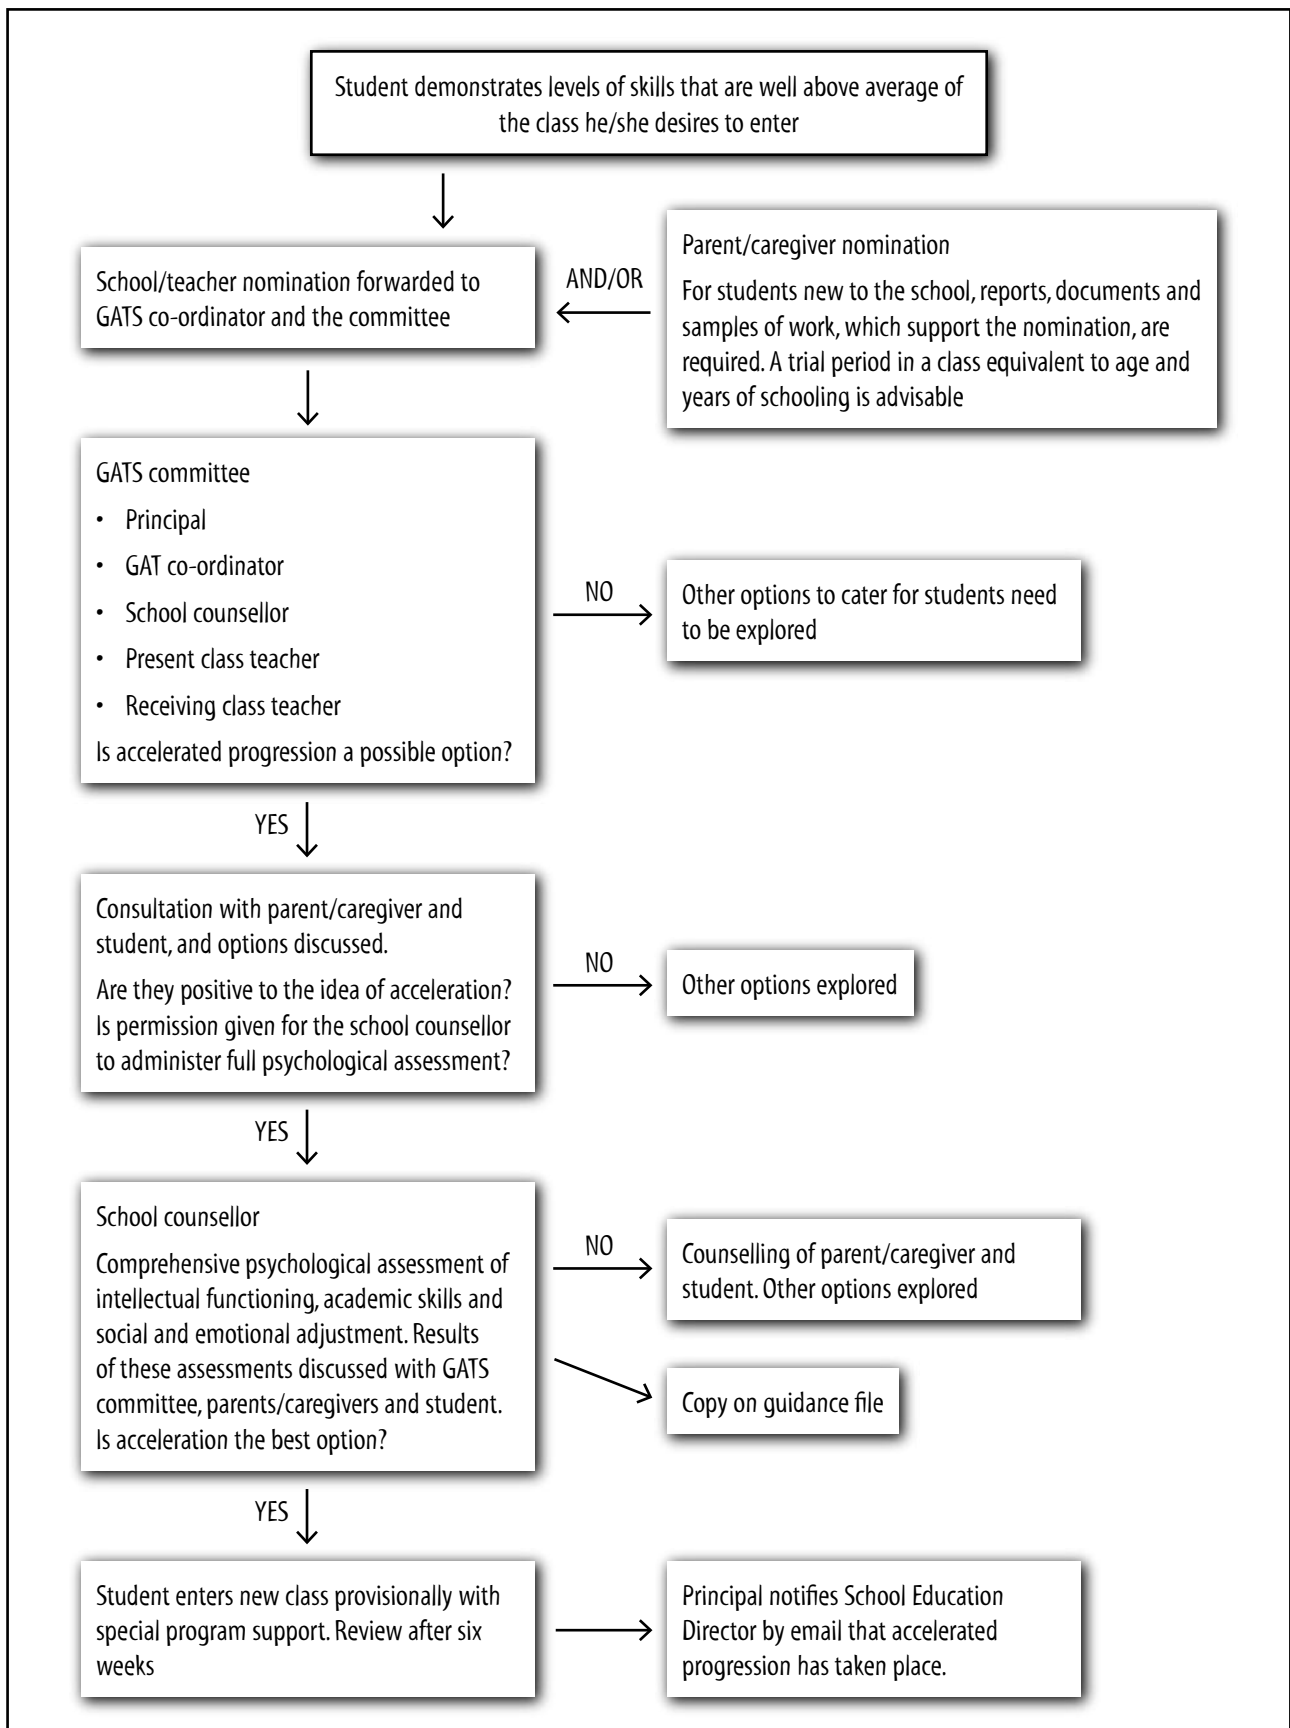 Student demonstrates levels of skills that are well above average of
the class he/she desires to enter
School/teacher nomination forwarded to
GATS co-ordinator and the committee
AND/OR
Parent/caregiver nomination
For students new to the school, reports, documents and
samples of work, which support the nomination, are
required. A trial period in a class equivalent to age and
years of schooling is advisable
GATS committee
• Principal
• GAT co-ordinator
• School counsellor
• Present class teacher
• Receiving class teacher
Is accelerated progression a possible option?
NO
Other options to cater for students need
to be explored
YES
Consultation with parent/caregiver and
student, and options discussed.
Are they positive to the idea of acceleration?
Is permission given for the school counsellor
to administer full psychological assessment?
NO
Other options explored
YES
School counsellor
Comprehensive psychological assessment of
intellectual functioning, academic skills and
social and emotional adjustment. Results
of these assessments discussed with GATS
committee, parents/caregivers and student.
Is acceleration the best option?
NO
Counselling of parent/caregiver and
student. Other options explored
Copy on guidance file
YES
Student enters new class provisionally with
special program support. Review after six
weeks
Principal notifies School Education
Director by email that accelerated
progression has taken place.